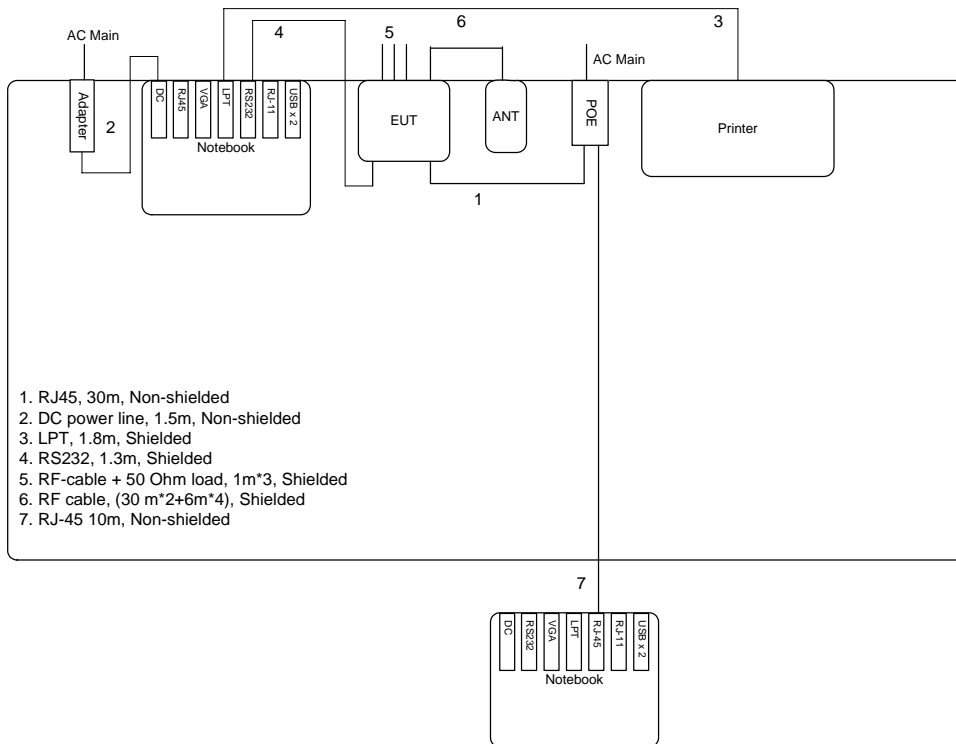 3
6
5
4
AC Main
AC Main
Adapter
2
DC
RJ45
VGA
LPT
RS232
RJ-11
USB x 2
Notebook
EUT
ANT
POE
Printer
1
1. RJ45, 30m, Non-shielded
2. DC power line, 1.5m, Non-shielded
3. LPT, 1.8m, Shielded
4. RS232, 1.3m, Shielded
5. RF-cable + 50 Ohm load, 1m*3, Shielded
6. RF cable, (30 m*2+6m*4), Shielded
7. RJ-45 10m, Non-shielded
7
DC
RS232
VGA
LPT
RJ-45
RJ-11
USB x 2
Notebook